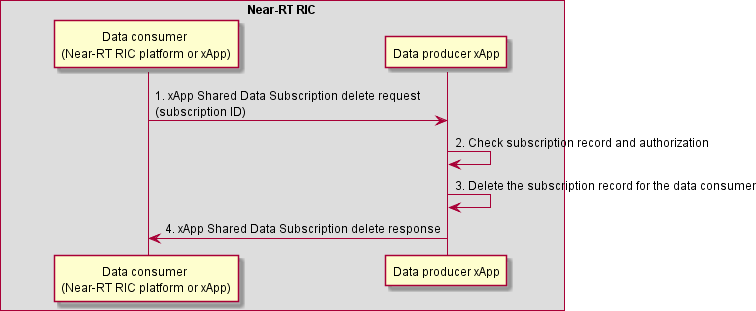 Near-RT RIC
Data consumer
(Near-RT RIC platform or xApp)
Data producer xApp
1. xApp Shared Data Subscription delete request
(subscription ID)
2. Check subscription record and authorization
3. Delete the subscription record for the data consumer
4. xApp Shared Data Subscription delete response
Data consumer
(Near-RT RIC platform or xApp)
Data producer xApp